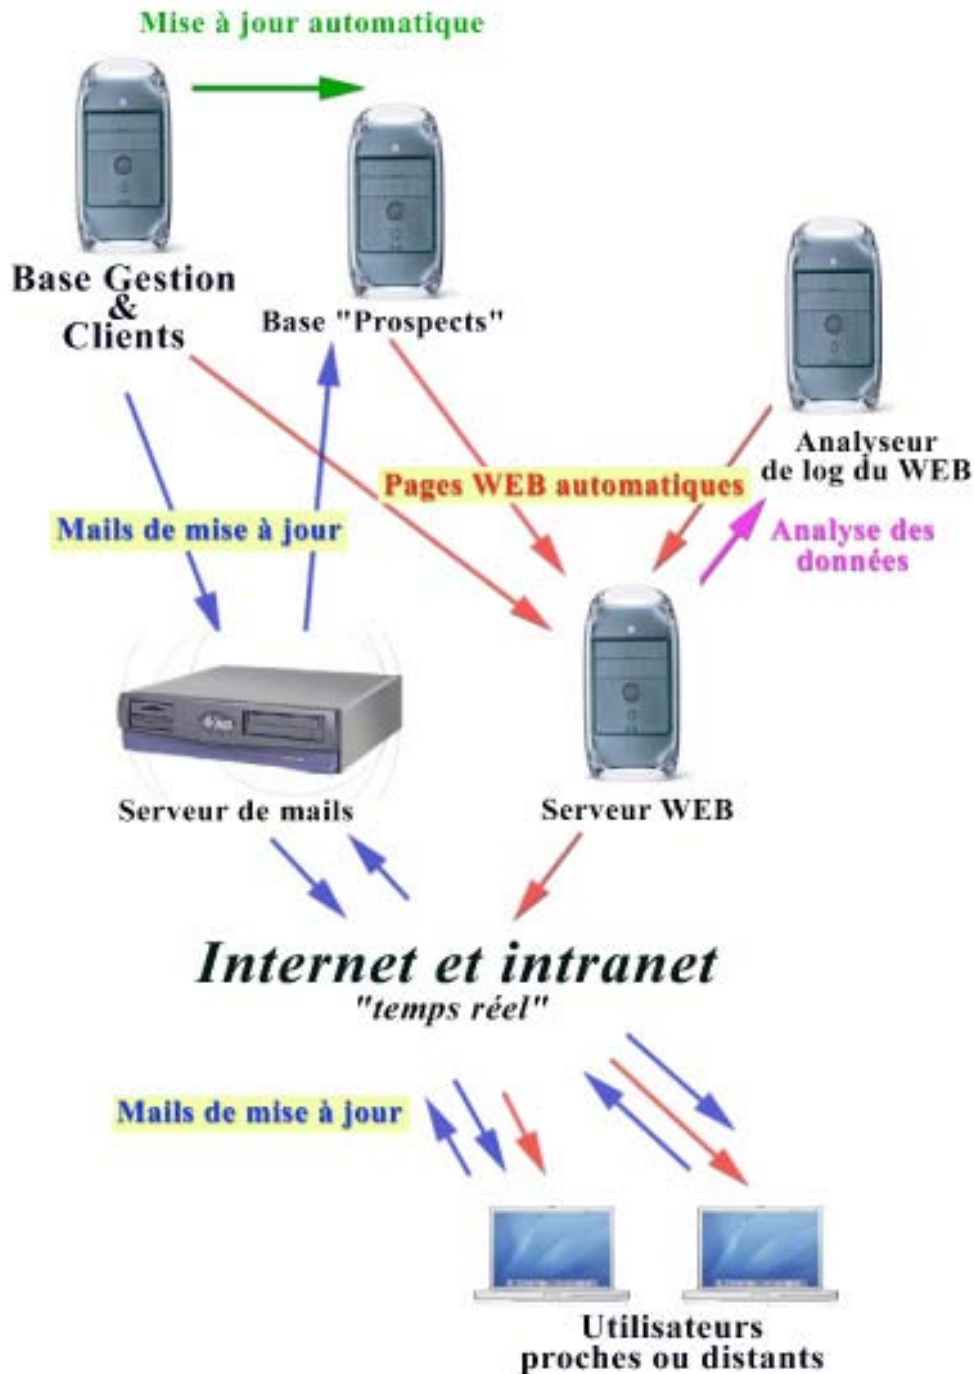 Mise à jour automatique
Base Gestion
&
Clients
Base "Prospects"
Analyseur
de log du WEB
Pages WEB automatiques
Mails de mise à jour
Analyse des
données
Serveur de mails
Serveur WEB
Internet et intranet
"temps réel"
Mails de mise à jour
Utilisateurs
proches ou distants